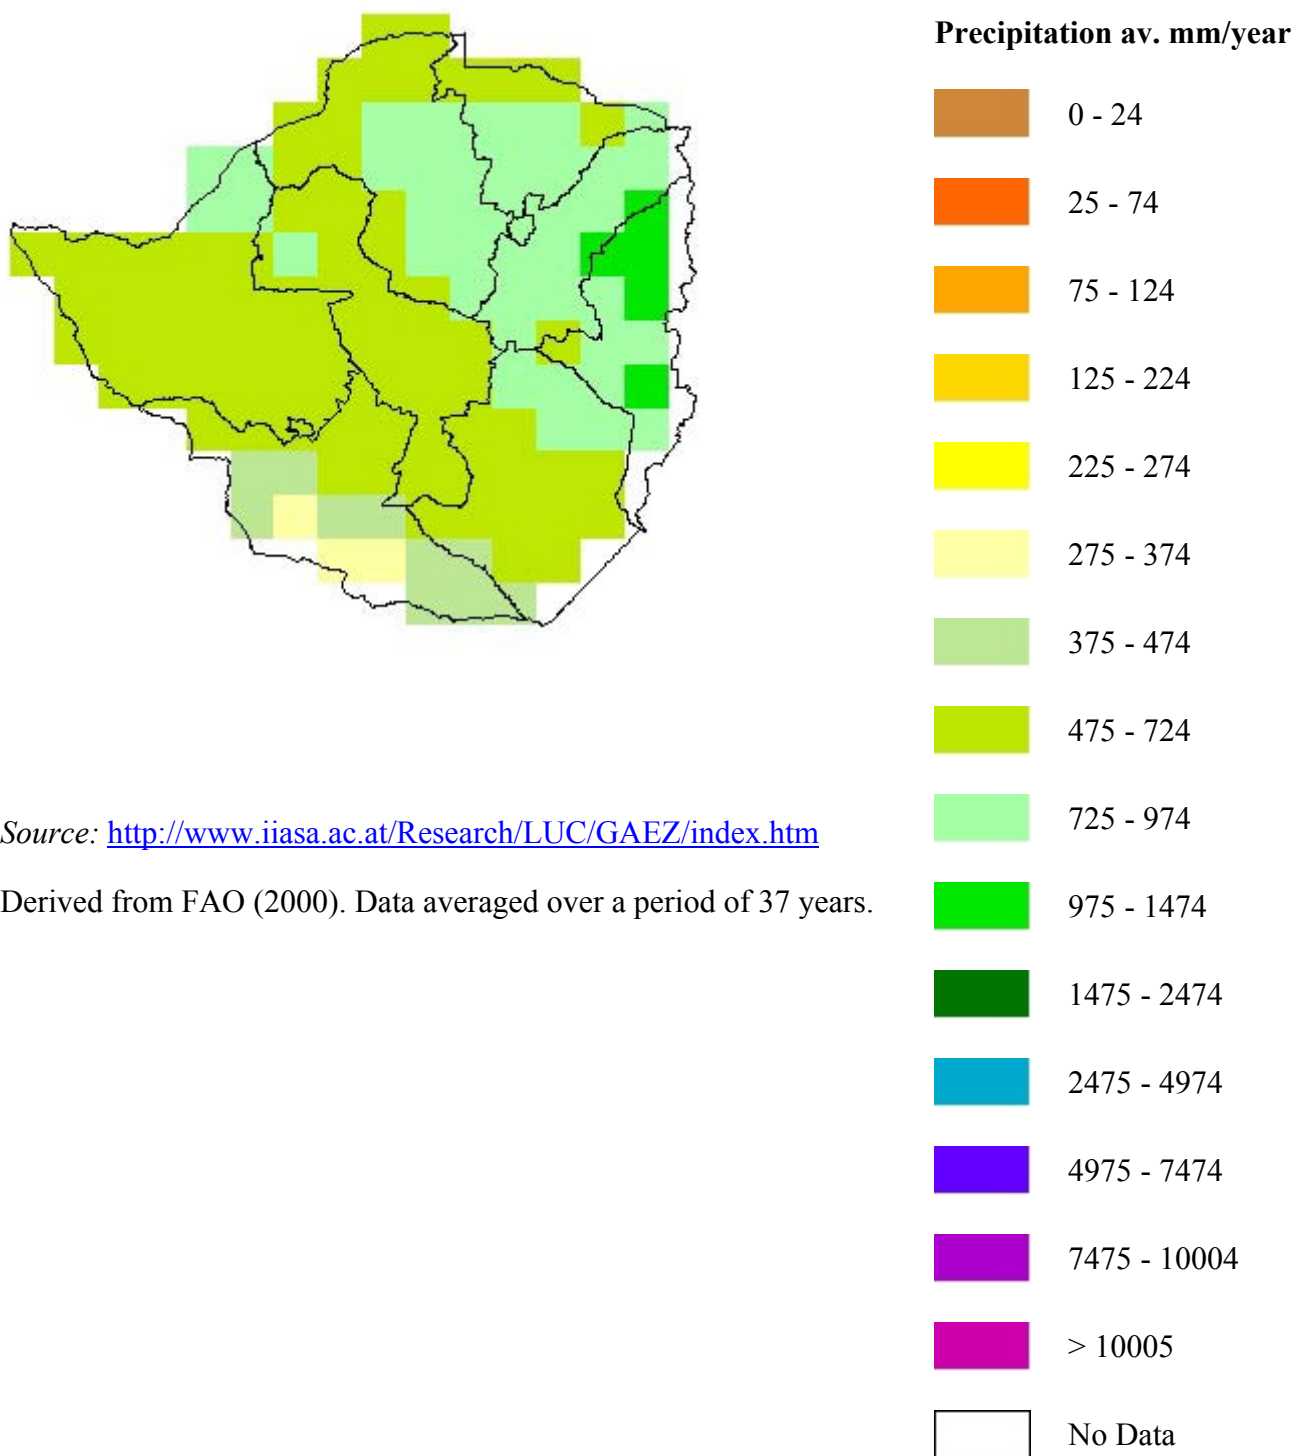 Precipitation av. mm/year
0 - 24
25 - 74
75 - 124
125 - 224
225 - 274
275 - 374
375 - 474
475 - 724
725 - 974
975 - 1474
1475 - 2474
2475 - 4974
4975 - 7474
7475 - 10004
> 10005
No Data
Source: http://www.iiasa.ac.at/Research/LUC/GAEZ/index.htm
Derived from FAO (2000). Data averaged over a period of 37 years.